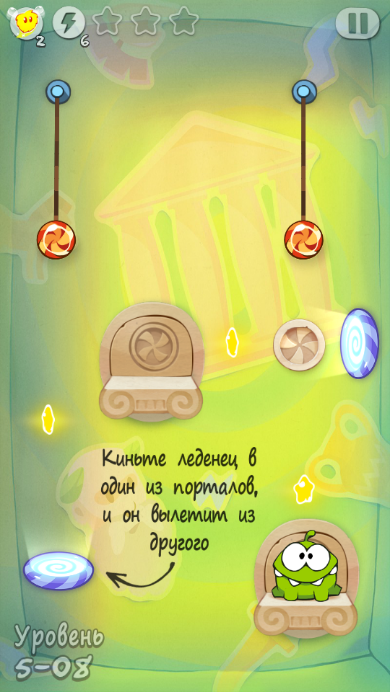 2
6
Киньте леденец в
один из порталов,
и он вылетит из
другого
Уровень
5-08